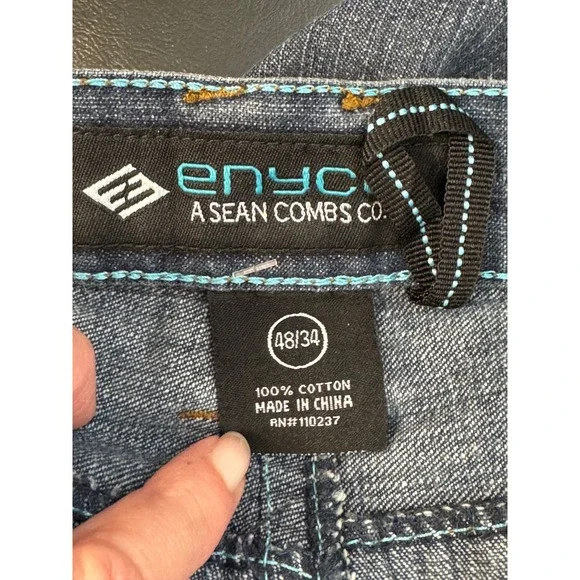 enyc
A SEAN COMBS CO.
48/34
100% COTTON
MADE IN CHINA
RN#110237